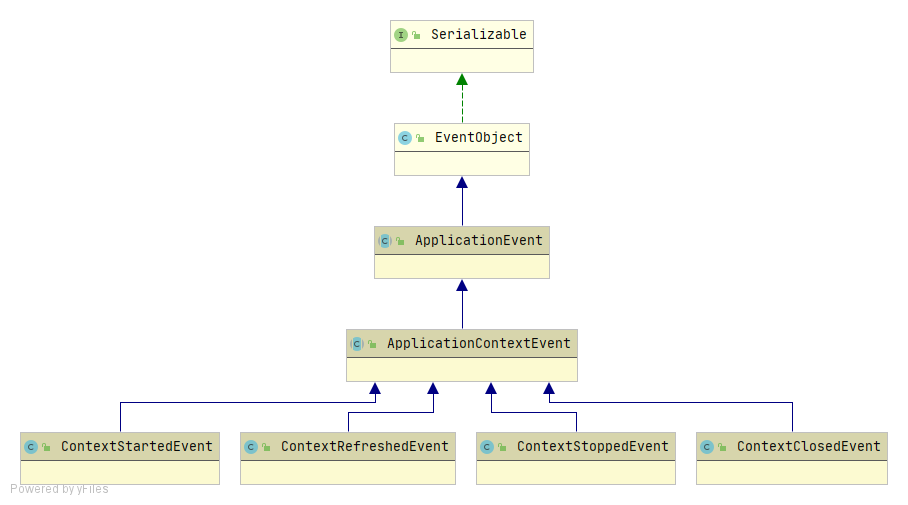 I Serializable
C EventObject
C ApplicationEvent
C ApplicationContextEvent
C ContextStartedEvent
C ContextRefreshedEvent
C ContextStoppedEvent
C ContextClosedEvent
Powered by yFiles